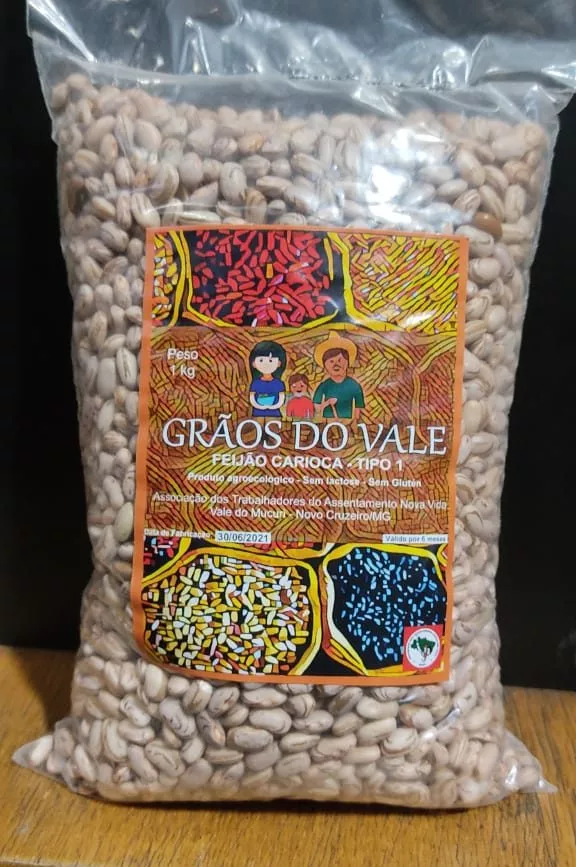 Peso
1 kg
GRÃOS DO VALE
FEIJÃO CARIOCA - TIPO 1
Produto agroecológico - Sem lactose - Sem Glúten
Associação dos Trabalhadores do Assentamento Nova Vida
Vale do Mucuri - Novo Cruzeiro/MG
Data de Fabricação 30/06/2021
Válido por 6 meses